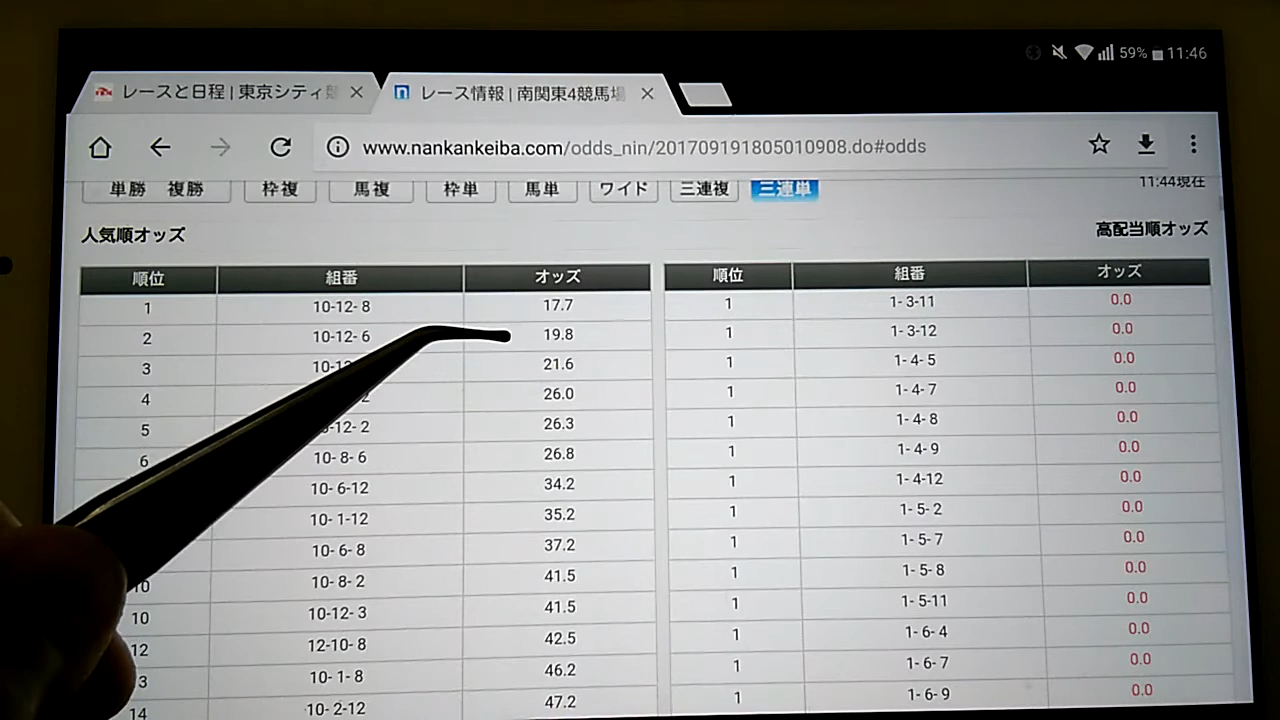 59% 11:46
レースと日程 | 東京シティ競 レース情報 | 南関東4競馬場
www.nankankeiba.com/odds_nin/2017091918050109​08.do#odds
単勝 複勝 枠複 馬複 枠単 馬単 ワイド 三連複 三連単 11:44現在
人気順オッズ 高配当順オッズ
順位 組番 オッズ 順位 組番 オッズ
1 10-12- 8 17.7 1 1- 3-11 0.0
2 10-12- 6 19.8 1 1- 3-12 0.0
3 21.6 1 1- 4- 5 0.0
4 26.0 1 1- 4- 7 0.0
5 -12- 2 26.3 1 1- 4- 8 0.0
6 10- 8- 6 26.8 1 1- 4- 9 0.0
10- 6-12 34.2 1 1- 4-12 0.0
10- 1-12 35.2 1 1- 5- 2 0.0
10- 6- 8 37.2 1 1- 5- 7 0.0
10 10- 8- 2 41.5 1 1- 5- 8 0.0
10 10-12- 3 41.5 1 1- 5-11 0.0
12 12-10- 8 42.5 1 1- 6- 4 0.0
3 10- 1- 8 46.2 1 1- 6- 7 0.0
14 10- 2-12 47.2 1 1- 6- 9 0.0